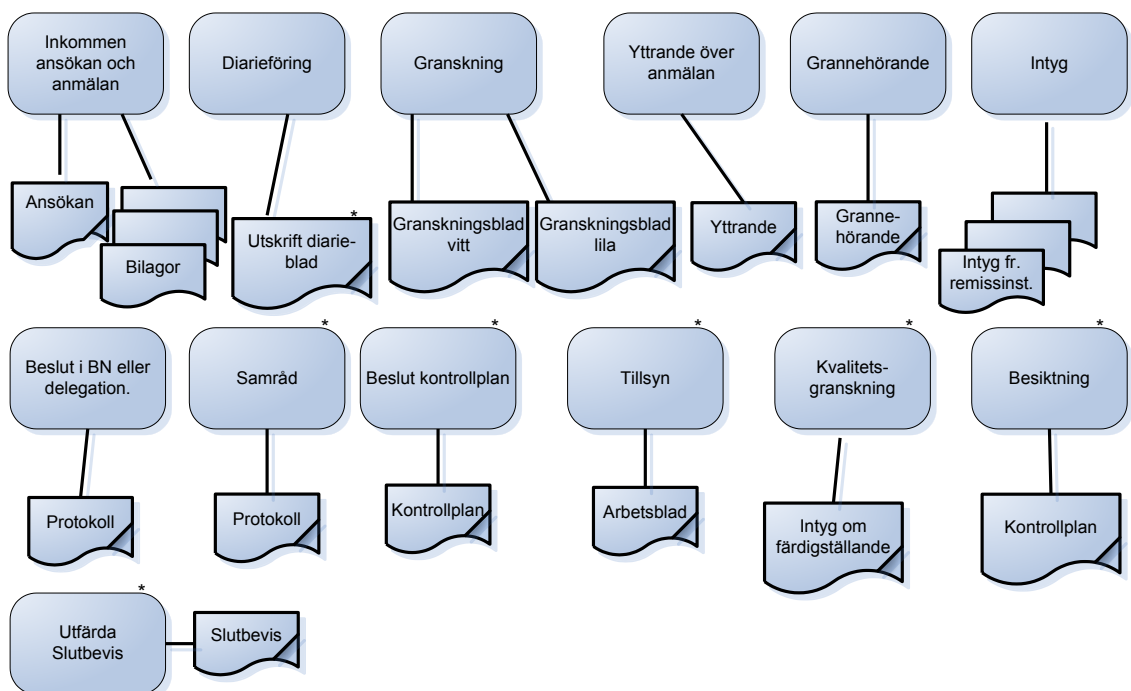 Inkommen
ansökan och
anmälan
Diarieföring
Granskning
Yttrande över
anmälan
Grannehörande
Intyg
Ansökan
Bilagor
*
Utskrift diarie-
blad
Granskningsblad
vitt
Granskningsblad
lila
Yttrande
Granne-
hörande
Intyg fr.
remissinst.
Beslut i BN eller
delegation.
*
Samråd
*
Beslut kontrollplan
*
Tillsyn
*
Kvalitets-
granskning
*
Besiktning
Protokoll
Protokoll
Kontrollplan
Arbetsblad
Intyg om
färdigställande
Kontrollplan
*
Utfärda
Slutbevis
Slutbevis